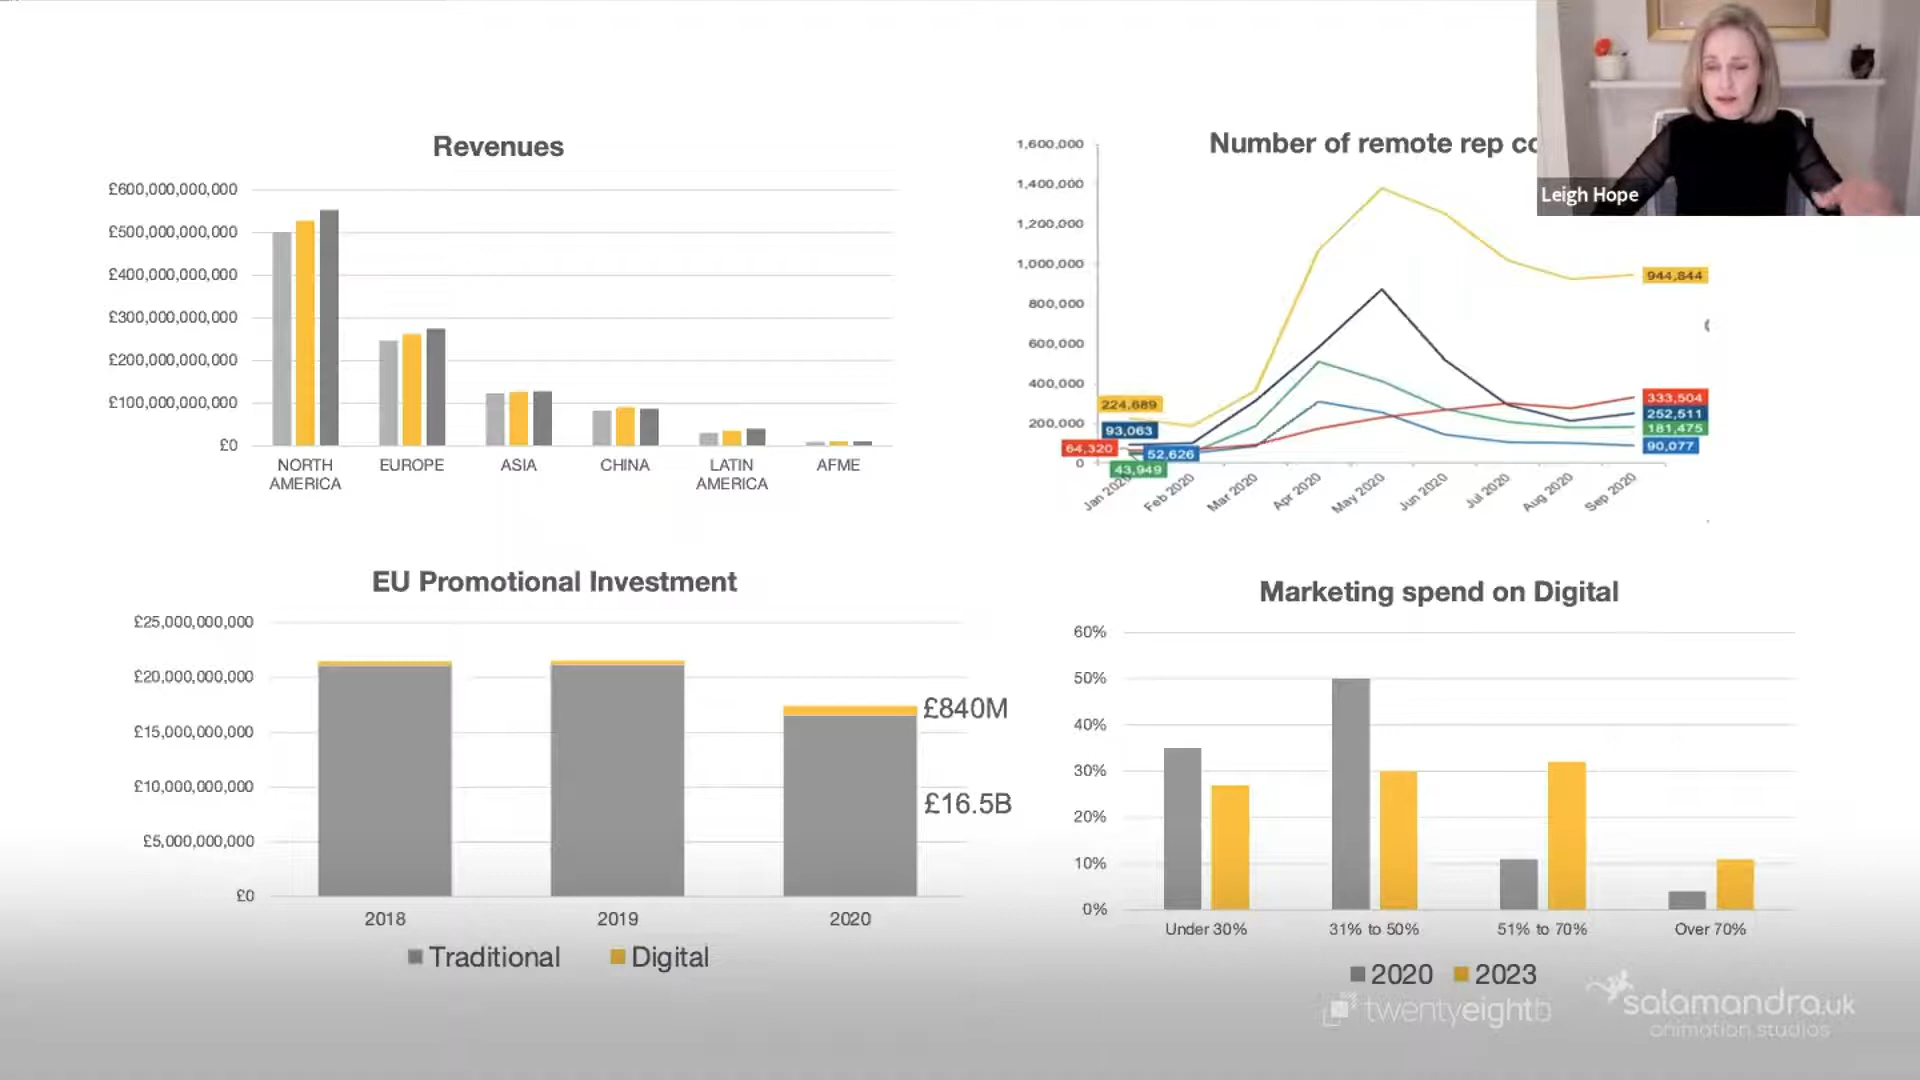 Revenues
£600,000,000,000
£500,000,000,000
£400,000,000,000
£300,000,000,000
£200,000,000,000
£100,000,000,000
£0
NORTH AMERICA
EUROPE
ASIA
CHINA
LATIN AMERICA
AFME
Number of remote rep co
Leigh Hope
1,600,000
1,400,000
1,200,000
1,000,000
800,000
600,000
400,000
200,000
0
224,689
93,063
64,320
52,626
43,949
944,844
333,504
252,511
181,475
90,077
Jan 2020
Feb 2020
Mar 2020
Apr 2020
May 2020
Jun 2020
Jul 2020
Aug 2020
Sep 2020
EU Promotional Investment
£25,000,000,000
£20,000,000,000
£15,000,000,000
£10,000,000,000
£5,000,000,000
£0
£840M
£16.5B
2018
2019
2020
Traditional
Digital
Marketing spend on Digital
60%
50%
40%
30%
20%
10%
0%
Under 30%
31% to 50%
51% to 70%
Over 70%
2020
2023
twentyeightb
salamandra.uk
animation studios